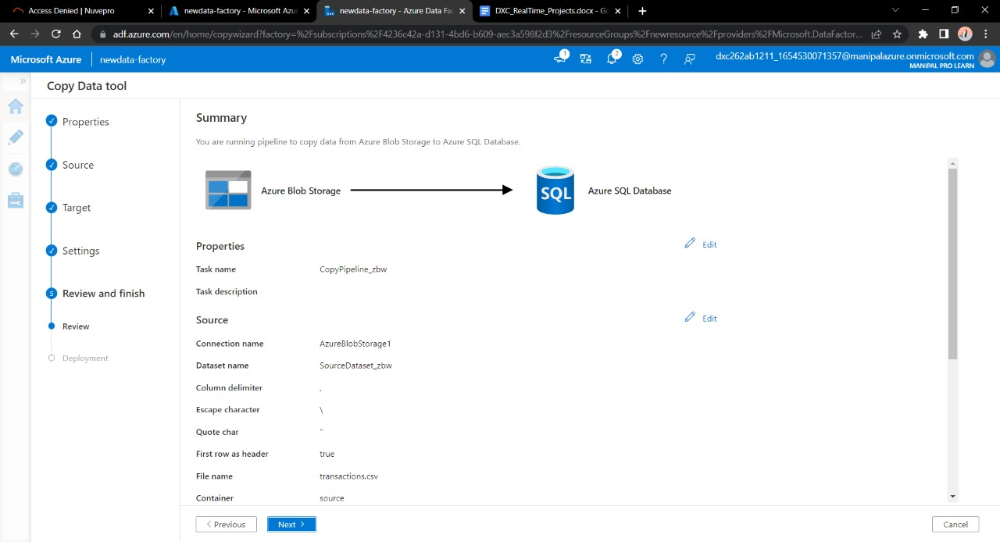 Access Denied | Nuvepro
newdata-factory - Microsoft Azu
newdata-factory - Azure Data Fa
DXC_RealTime_Projects.docx - Go
adf.azure.com/en/home/copywizard?factory=%2Fsubscriptions%2F4236c42a-d131-4bd6-b609-aec3a598f2d3%2FresourceGroups%2Fnewresource%2Fproviders%2FMicrosoft.DataFactor...
Microsoft Azure
newdata-factory
1
2
dxc262ab1211_1654530071357@manipalazure.onmicrosoft.com
MANIPAL PRO LEARN
Copy Data tool
Properties
Source
Target
Settings
5
Review and finish
Review
Deployment
Summary
You are running pipeline to copy data from Azure Blob Storage to Azure SQL Database.
Azure Blob Storage
SQL
Azure SQL Database
Properties
Edit
Task name CopyPipeline_zbw
Task description
Source
Edit
Connection name AzureBlobStorage1
Dataset name SourceDataset_zbw
Column delimiter ,
Escape character \
Quote char "
First row as header true
File name transactions.csv
Container source
< Previous
Next >
Cancel